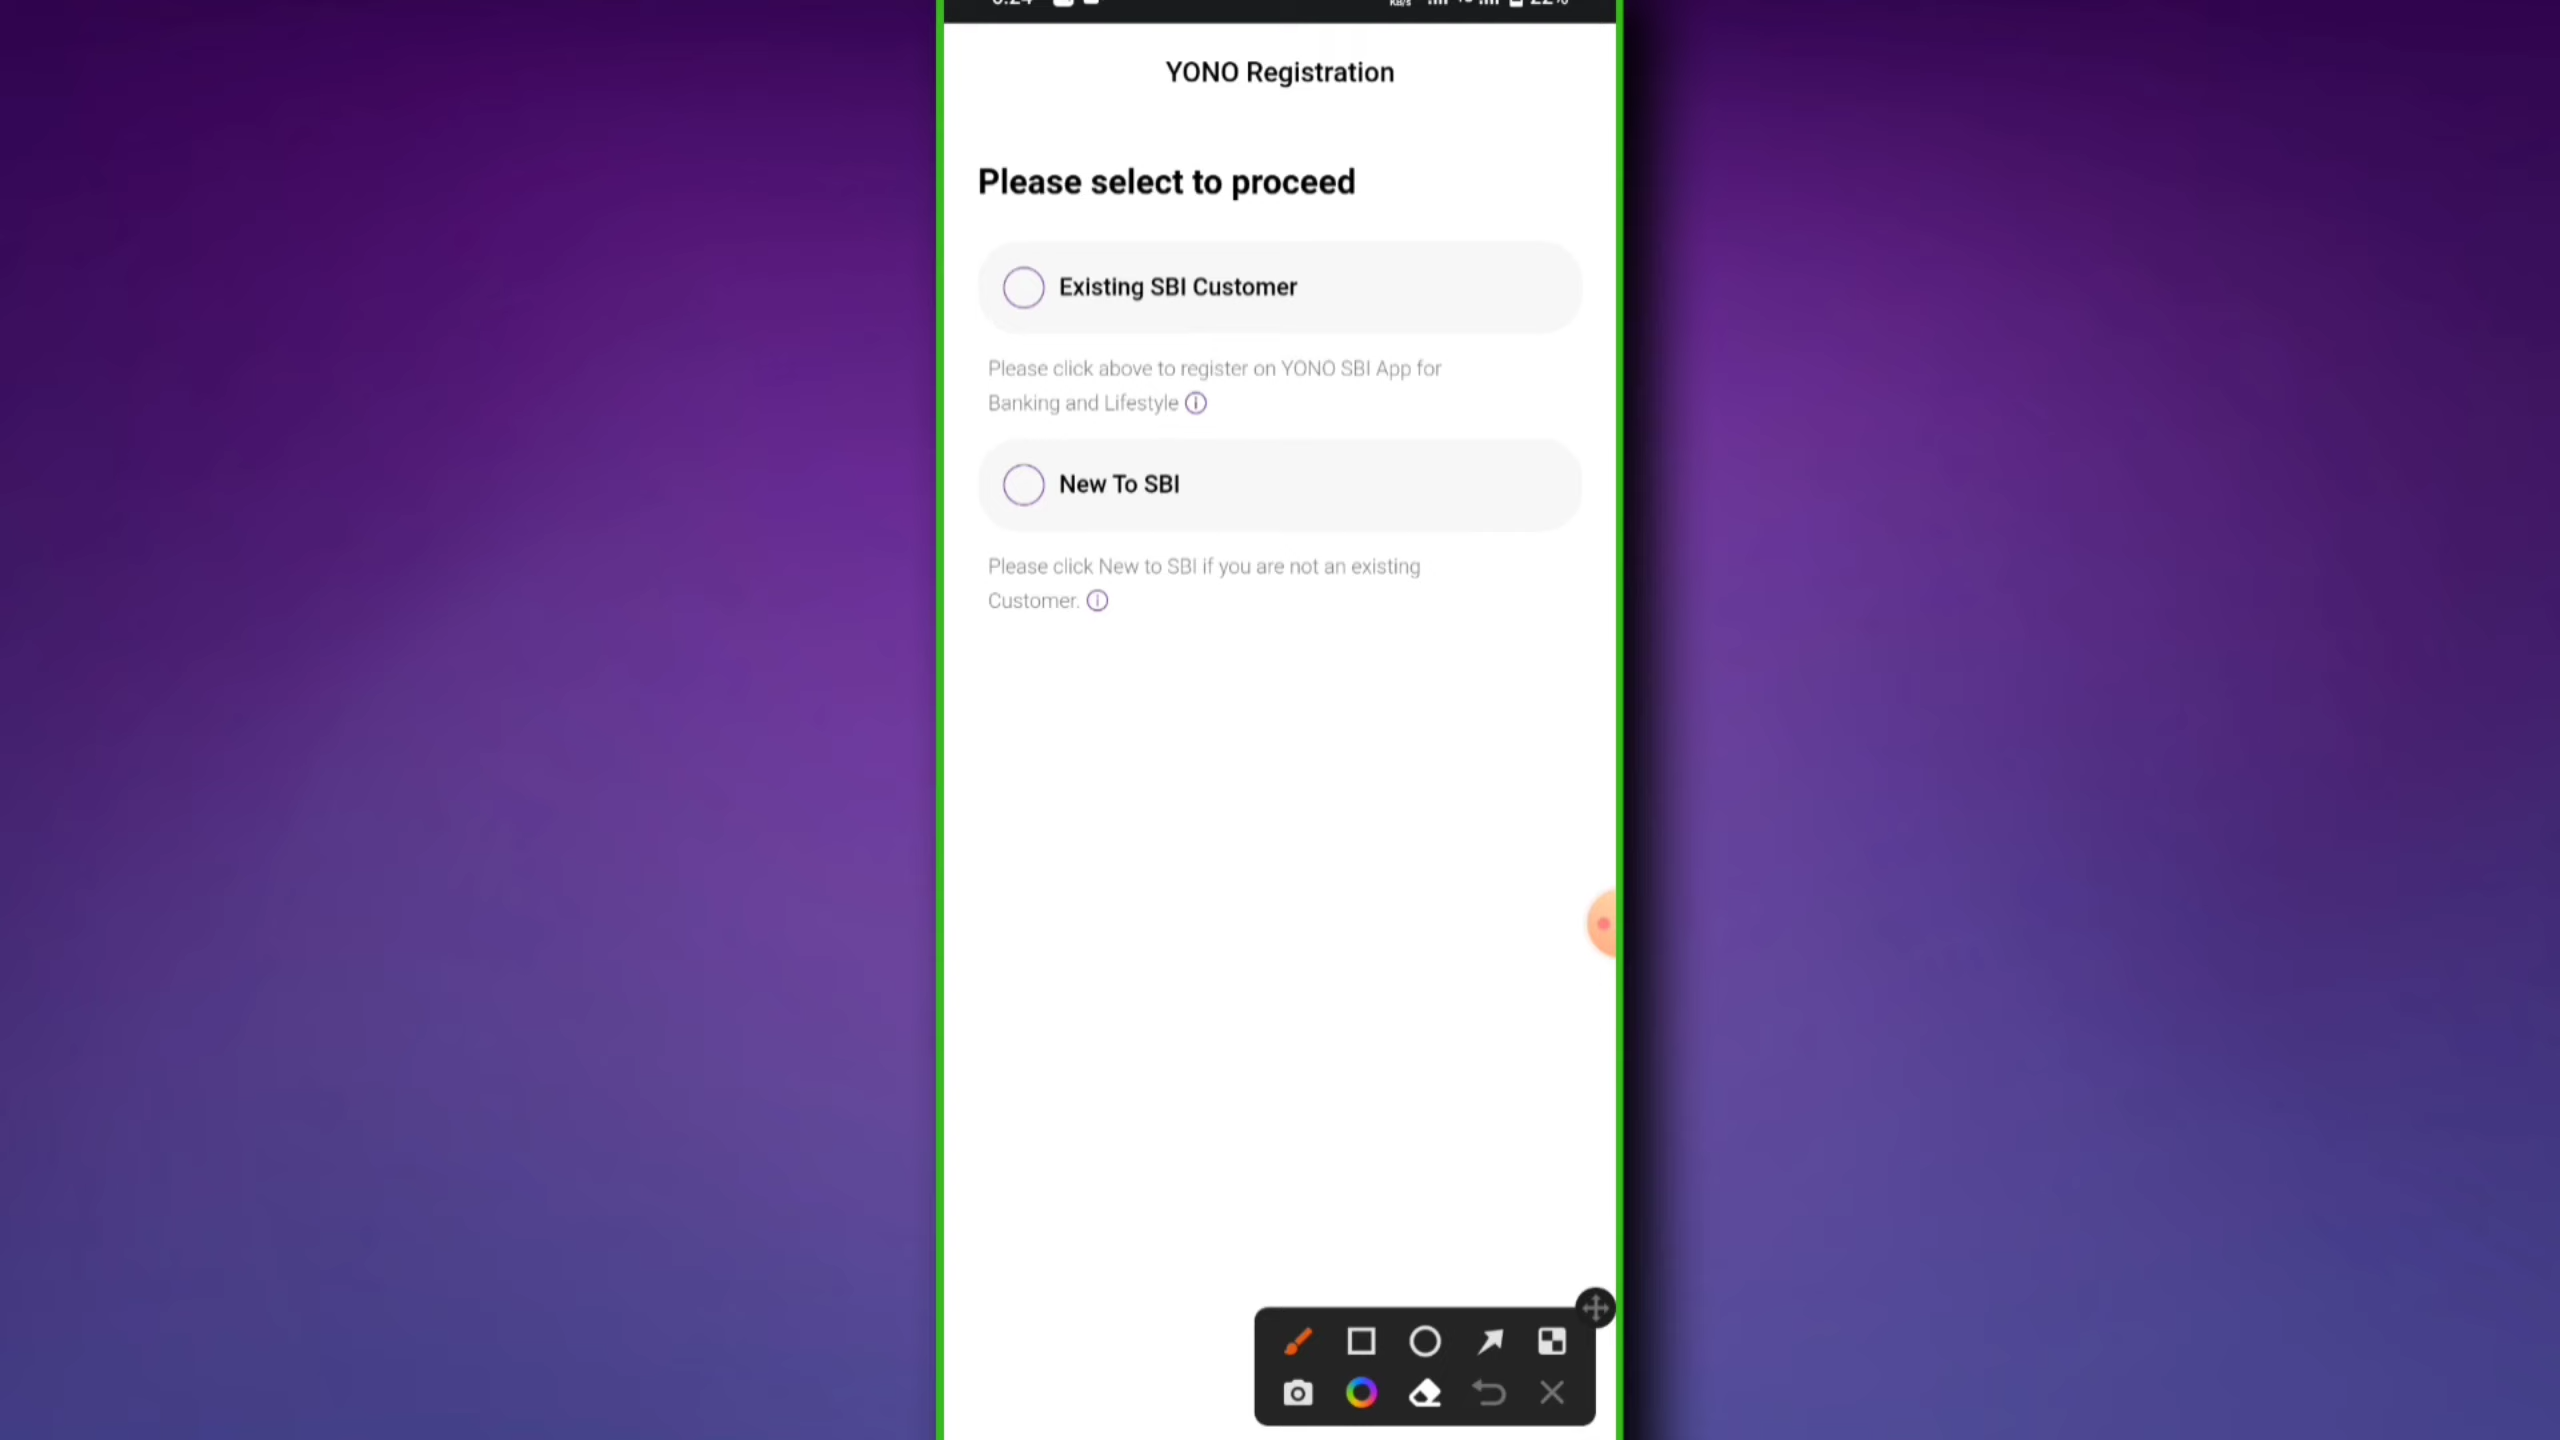 YONO Registration
Please select to proceed
Existing SBI Customer
Please click above to register on YONO SBI App for
Banking and Lifestyle
New To SBI
Please click New to SBI if you are not an existing
Customer.